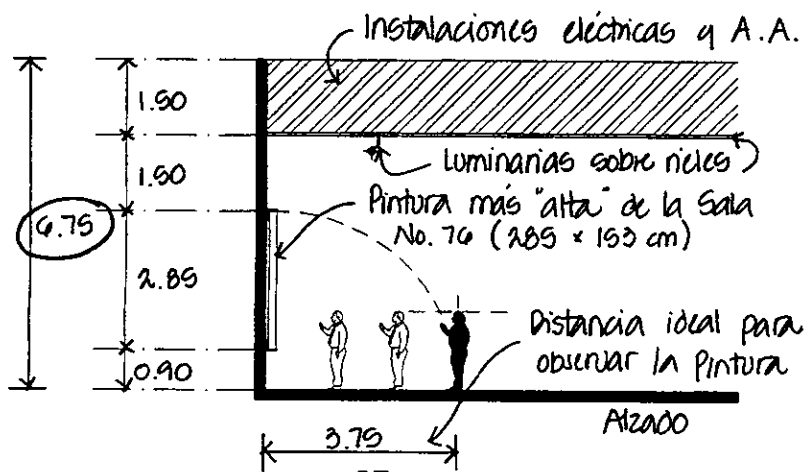 Instalaciones eléctricas y A.A.
1.50
Luminarias sobre rieles
1.50
Pintura más "alta" de la Sala
No. 76 (285 x 153 cm)
6.75
2.85
Distancia ideal para
observar la Pintura
0.90
Alzado
3.75